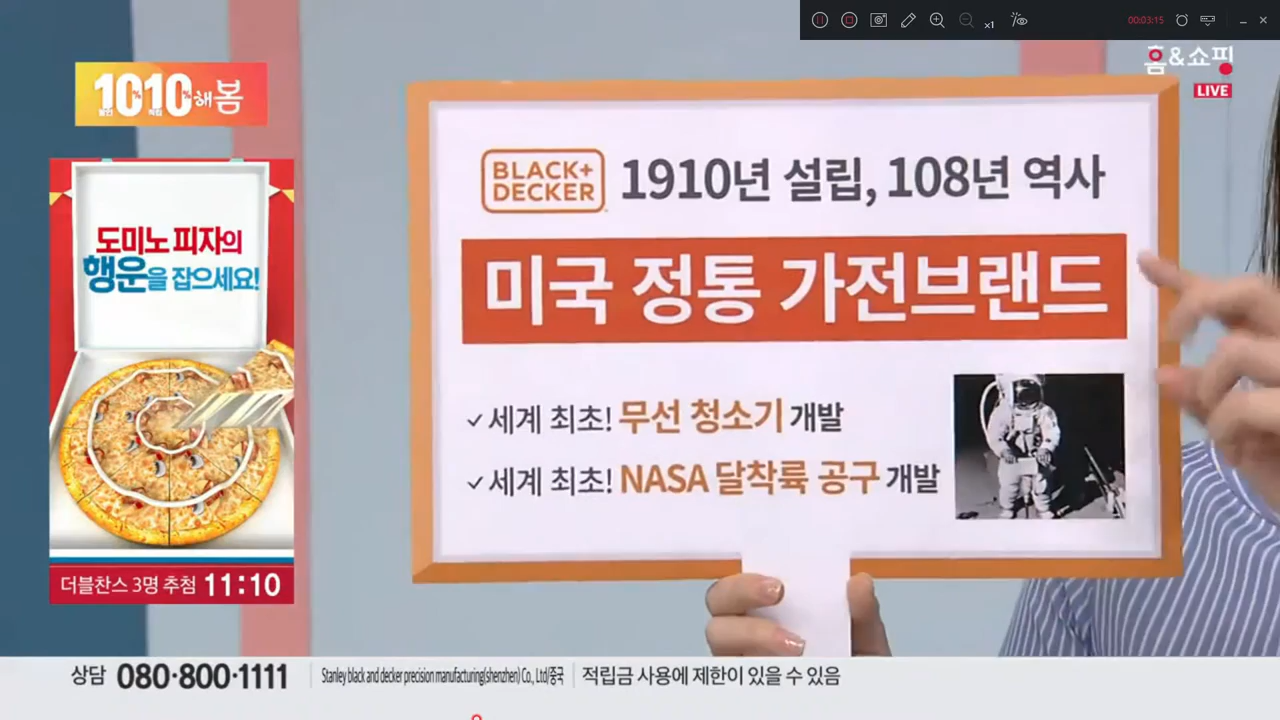 00:03:15
x1
홈&쇼핑
LIVE
10%10%해봄
도미노 피자의
행운을 잡으세요!
더블찬스 3명 추첨 11:10
BLACK+
DECKER
1910년 설립, 108년 역사
미국 정통 가전브랜드
✓세계 최초! 무선 청소기 개발
✓세계 최초! NASA 달착륙 공구 개발
상담 080·800·1111
Stanley black and decker precision manufacturing(shenzhen) Co., Ltd/중국
적립금 사용에 제한이 있을 수 있음